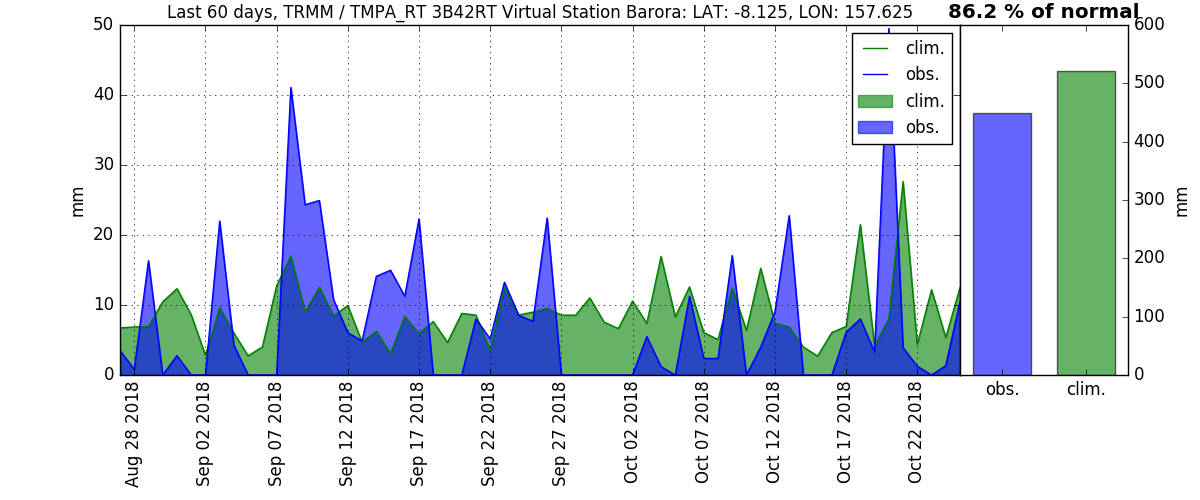 Last 60 days, TRMM / TMPA_RT 3B42RT Virtual Station Barora: LAT: -8.125, LON: 157.625
86.2 % of normal
50
40
30
20
10
0
mm
clim.
obs.
clim.
obs.
600
500
400
300
200
100
0
mm
Aug 28 2018
Sep 02 2018
Sep 07 2018
Sep 12 2018
Sep 17 2018
Sep 22 2018
Sep 27 2018
Oct 02 2018
Oct 07 2018
Oct 12 2018
Oct 17 2018
Oct 22 2018
obs.
clim.